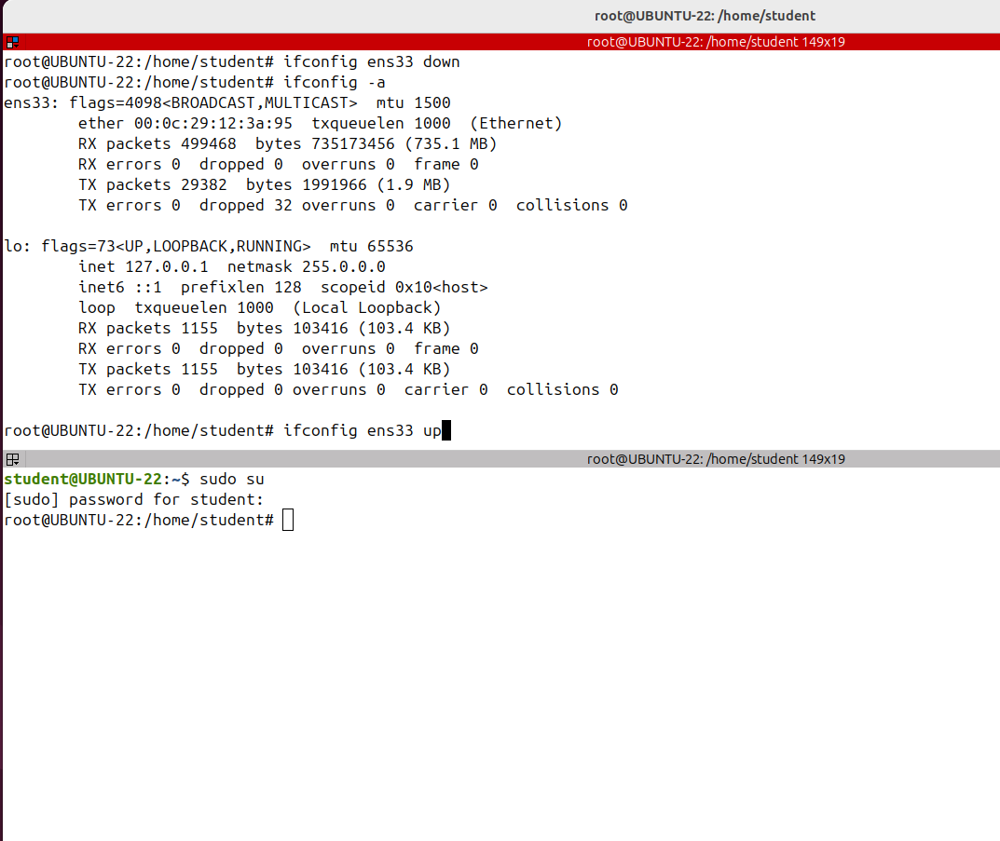 root@UBUNTU-22: /home/student
root@UBUNTU-22: /home/student 149x19
root@UBUNTU-22:/home/student# ifconfig ens33 down
root@UBUNTU-22:/home/student# ifconfig -a
ens33: flags=4098<BROADCAST,MULTICAST>  mtu 1500
        ether 00:0c:29:12:3a:95  txqueuelen 1000  (Ethernet)
        RX packets 499468  bytes 735173456 (735.1 MB)
        RX errors 0  dropped 0  overruns 0  frame 0
        TX packets 29382  bytes 1991966 (1.9 MB)
        TX errors 0  dropped 32 overruns 0  carrier 0  collisions 0
lo: flags=73<UP,LOOPBACK,RUNNING>  mtu 65536
        inet 127.0.0.1  netmask 255.0.0.0
        inet6 ::1  prefixlen 128  scopeid 0x10<host>
        loop  txqueuelen 1000  (Local Loopback)
        RX packets 1155  bytes 103416 (103.4 KB)
        RX errors 0  dropped 0  overruns 0  frame 0
        TX packets 1155  bytes 103416 (103.4 KB)
        TX errors 0  dropped 0 overruns 0  carrier 0  collisions 0
root@UBUNTU-22:/home/student# ifconfig ens33 up
root@UBUNTU-22: /home/student 149x19
student@UBUNTU-22:~$ sudo su
[sudo] password for student:
root@UBUNTU-22:/home/student#